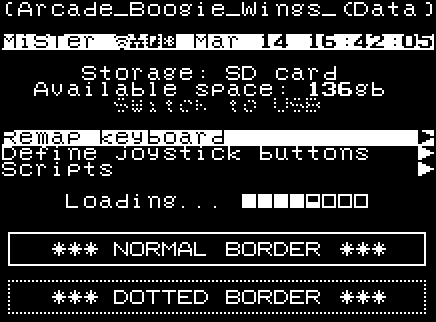 (Arcade_Boogie_Wings_(Data)
MiSTer Mar 14 16:42:05
Storage: SD card
Available space: 136gb
Switch to USB
Remap keyboard
Define joystick buttons
Scripts
Loading...
*** NORMAL BORDER ***
*** DOTTED BORDER ***